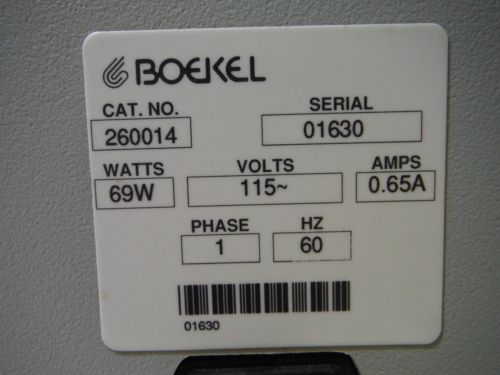 BOEKEL
CAT. NO. SERIAL
260014 01630
WATTS VOLTS AMPS
69W 115~ 0.65A
PHASE HZ
1 60
01630